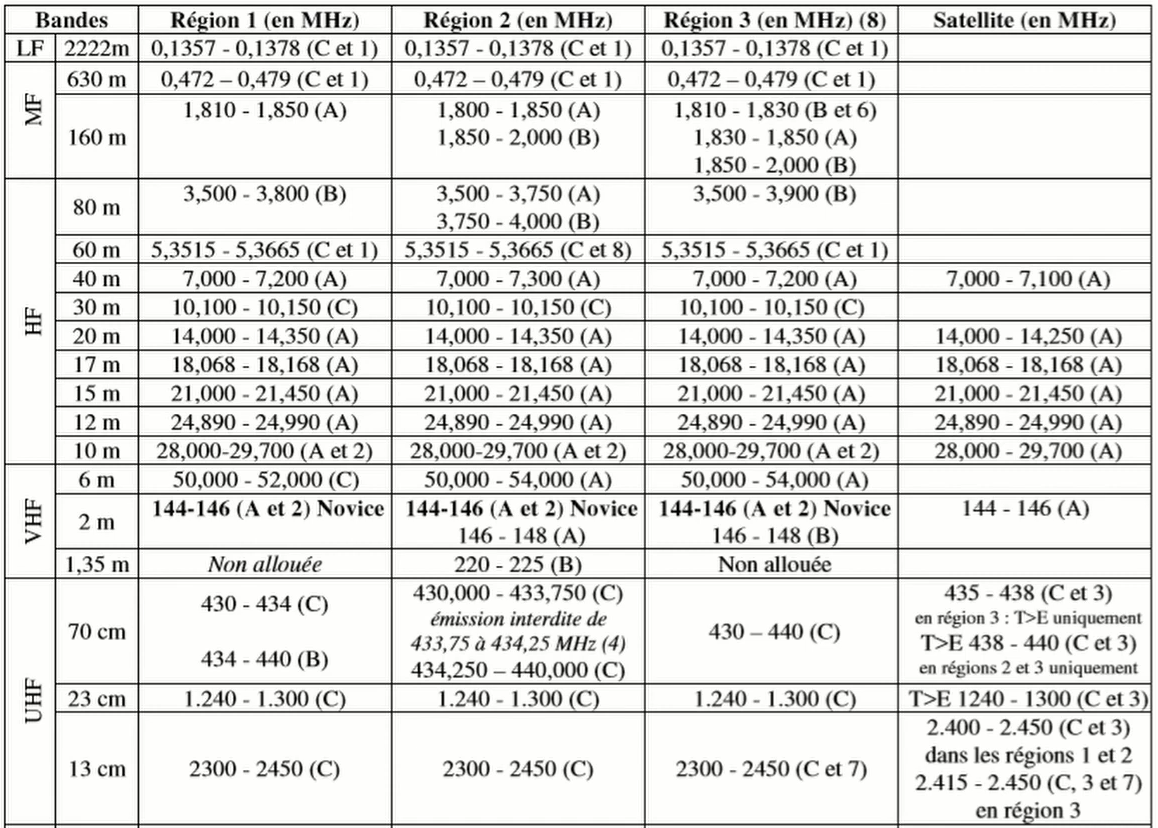 Bandes Région 1 (en MHz) Région 2 (en MHz) Région 3 (en MHz) (8) Satellite (en MHz)
LF 2222m 0,1357 - 0,1378 (C et 1) 0,1357 - 0,1378 (C et 1) 0,1357 - 0,1378 (C et 1)
MF
630 m 0,472 – 0,479 (C et 1) 0,472 – 0,479 (C et 1) 0,472 – 0,479 (C et 1)
160 m
1,810 - 1,850 (A) 1,800 - 1,850 (A) 1,810 - 1,830 (B et 6)
1,850 - 2,000 (B) 1,830 - 1,850 (A)
1,850 - 2,000 (B)
HF
80 m
3,500 - 3,800 (B) 3,500 - 3,750 (A) 3,500 - 3,900 (B)
3,750 - 4,000 (B)
60 m 5,3515 - 5,3665 (C et 1) 5,3515 - 5,3665 (C et 8) 5,3515 - 5,3665 (C et 1)
40 m 7,000 - 7,200 (A) 7,000 - 7,300 (A) 7,000 - 7,200 (A) 7,000 - 7,100 (A)
30 m 10,100 - 10,150 (C) 10,100 - 10,150 (C) 10,100 - 10,150 (C)
20 m 14,000 - 14,350 (A) 14,000 - 14,350 (A) 14,000 - 14,350 (A) 14,000 - 14,250 (A)
17 m 18,068 - 18,168 (A) 18,068 - 18,168 (A) 18,068 - 18,168 (A) 18,068 - 18,168 (A)
15 m 21,000 - 21,450 (A) 21,000 - 21,450 (A) 21,000 - 21,450 (A) 21,000 - 21,450 (A)
12 m 24,890 - 24,990 (A) 24,890 - 24,990 (A) 24,890 - 24,990 (A) 24,890 - 24,990 (A)
10 m 28,000-29,700 (A et 2) 28,000-29,700 (A et 2) 28,000-29,700 (A et 2) 28,000 - 29,700 (A)
VHF
6 m 50,000 - 52,000 (C) 50,000 - 54,000 (A) 50,000 - 54,000 (A)
2 m
144-146 (A et 2) Novice 144-146 (A et 2) Novice 144-146 (A et 2) Novice 144 - 146 (A)
146 - 148 (A) 146 - 148 (B)
1,35 m Non allouée 220 - 225 (B) Non allouée
UHF
70 cm
430 - 434 (C)
434 - 440 (B)
430,000 - 433,750 (C)
émission interdite de
433,75 à 434,25 MHz (4)
434,250 – 440,000 (C)
430 – 440 (C)
435 - 438 (C et 3)
en région 3 : T>E uniquement
T>E 438 - 440 (C et 3)
en régions 2 et 3 uniquement
23 cm 1.240 - 1.300 (C) 1.240 - 1.300 (C) 1.240 - 1.300 (C) T>E 1240 - 1300 (C et 3)
13 cm 2300 - 2450 (C) 2300 - 2450 (C) 2300 - 2450 (C et 7)
2.400 - 2.450 (C et 3)
dans les régions 1 et 2
2.415 - 2.450 (C, 3 et 7)
en région 3